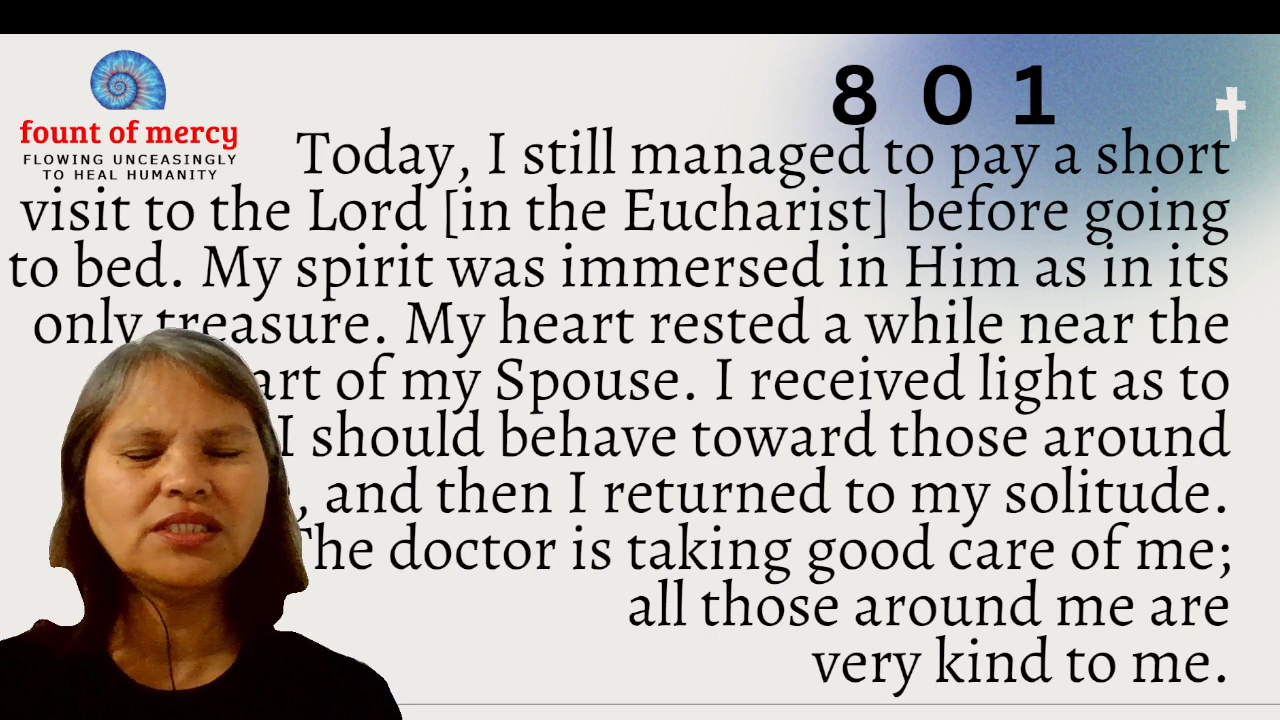 801
fount of mercy
FLOWING UNCEASINGLY
TO HEAL HUMANITY
Today, I still managed to pay a short
visit to the Lord [in the Eucharist] before going
to bed. My spirit was immersed in Him as in its
only treasure. My heart rested a while near the
art of my Spouse. I received light as to
I should behave toward those around
, and then I returned to my solitude.
The doctor is taking good care of me;
all those around me are
very kind to me.